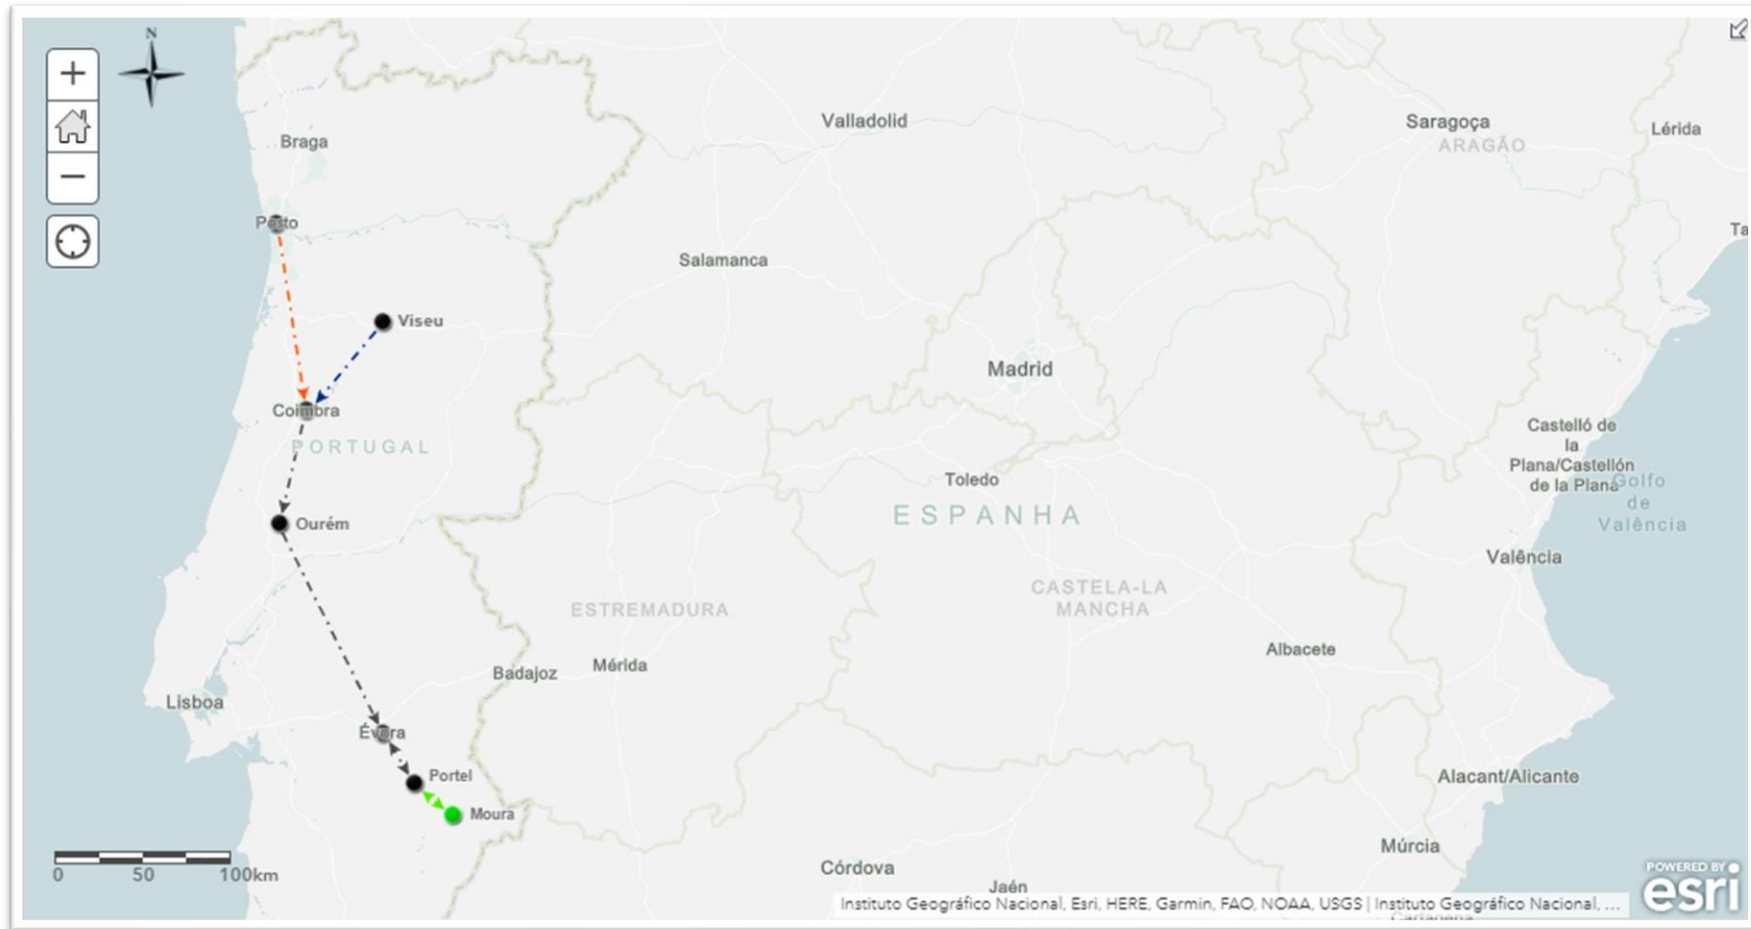 N
+
−
Braga
Porto
Viseu
Coimbra
PORTUGAL
Ourém
Lisboa
Évora
Portel
Moura
Valladolid
Salamanca
Madrid
Toledo
ESPANHA
ESTREMADURA
Badajoz
Mérida
CASTELA-LA
MANCHA
Albacete
Córdova
Jaén
Saragoça
ARAGÃO
Lérida
Ta
Castelló de
la
Plana/Castellón
de la Plana
Golfo
de
València
Valência
Alacant/Alicante
Múrcia
Cartagena
0 50 100km
Instituto Geográfico Nacional, Esri, HERE, Garmin, FAO, NOAA, USGS | Instituto Geográfico Nacional, ...
POWERED BY
esri